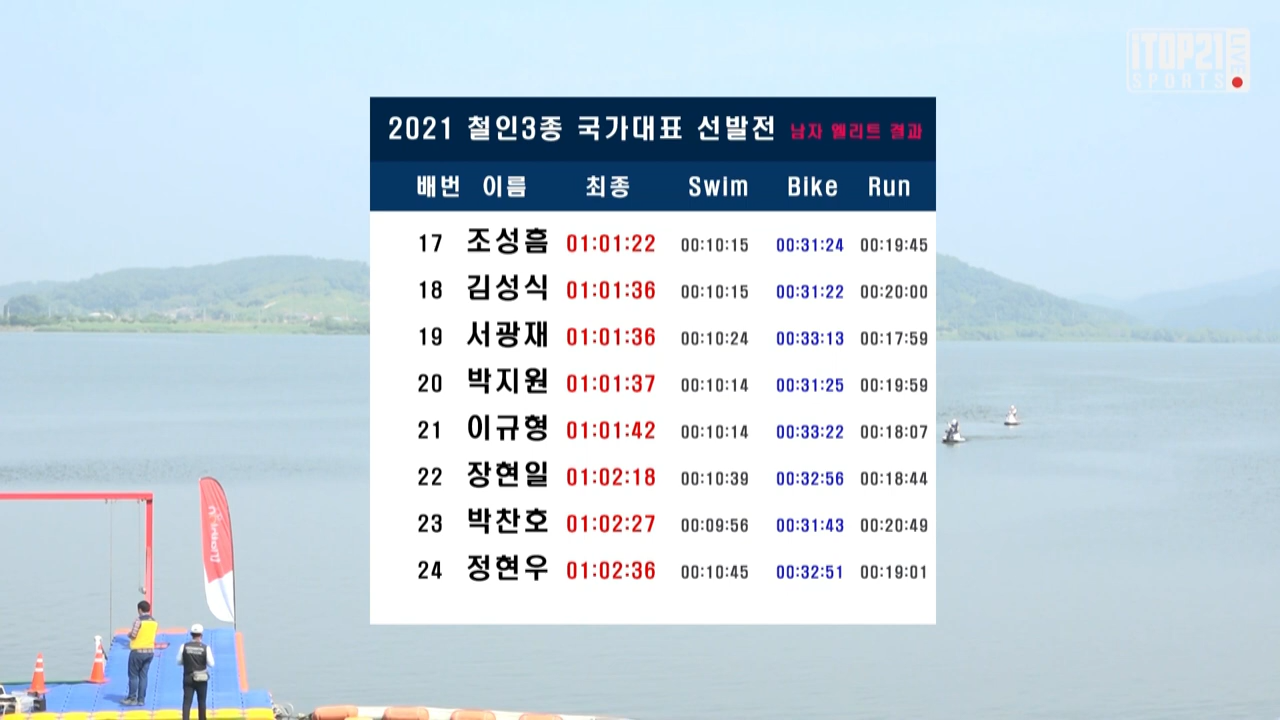 iTOP21 LIVE
SPORTS
2021 철인3종 국가대표 선발전 남자 엘리트 결과
배번 이름 최종 Swim Bike Run
17 조성흠 01:01:22 00:10:15 00:31:24 00:19:45
18 김성식 01:01:36 00:10:15 00:31:22 00:20:00
19 서광재 01:01:36 00:10:24 00:33:13 00:17:59
20 박지원 01:01:37 00:10:14 00:31:25 00:19:59
21 이규형 01:01:42 00:10:14 00:33:22 00:18:07
22 장현일 01:02:18 00:10:39 00:32:56 00:18:44
23 박찬호 01:02:27 00:09:56 00:31:43 00:20:49
24 정현우 01:02:36 00:10:45 00:32:51 00:19:01